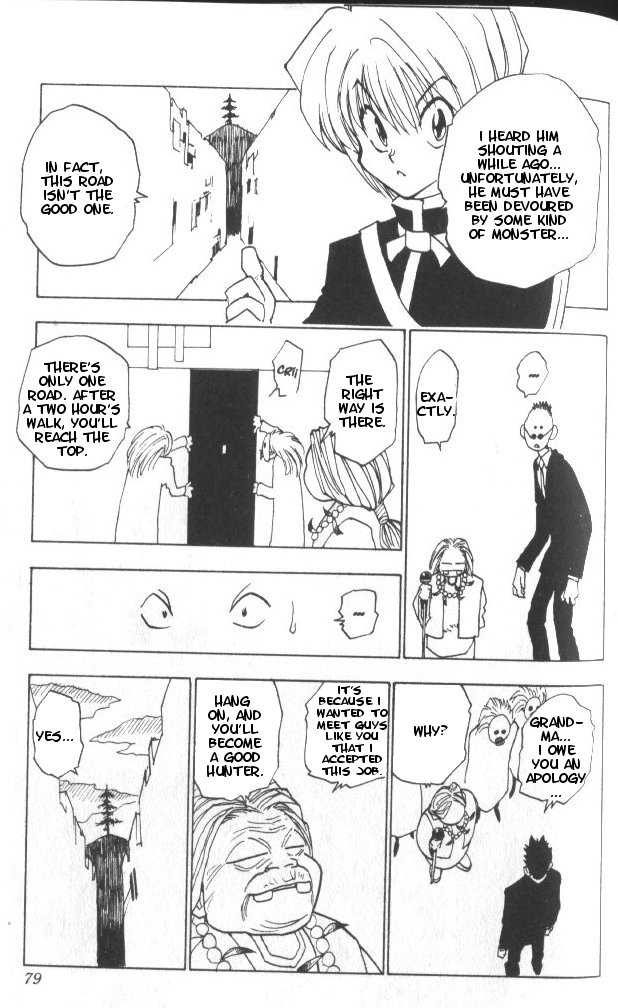 I HEARD HIM
SHOUTING A
WHILE AGO...
UNFORTUNATELY,
HE MUST HAVE
BEEN DEVOURED
BY SOME KIND
OF MONSTER...
IN FACT,
THIS ROAD
ISN'T THE
GOOD ONE.
EXA-
CTLY.
THE
RIGHT
WAY IS
THERE.
CRII
THERE'S
ONLY ONE
ROAD. AFTER
A TWO HOUR'S
WALK, YOU'LL
REACH THE
TOP.
GRAND-
MA...
I OWE
YOU AN
APOLOGY
...
WHY?
IT'S
BECAUSE I
WANTED TO
MEET GUYS
LIKE YOU
THAT I
ACCEPTED
THIS JOB.
HANG
ON, AND
YOU'LL
BECOME
A GOOD
HUNTER.
YES...
79